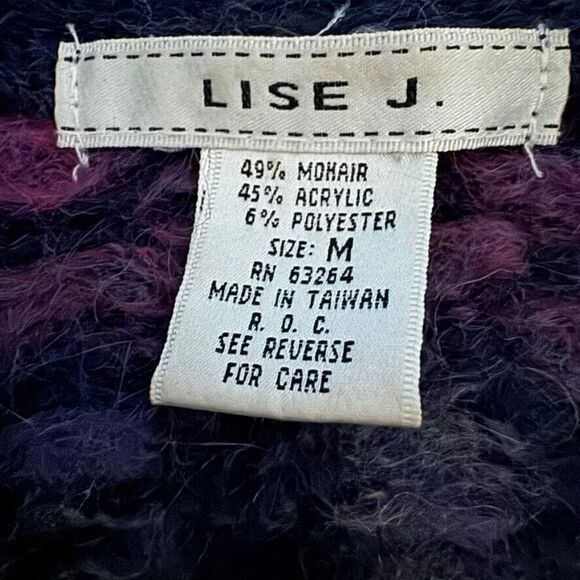 LISE J.
49% MOHAIR
45% ACRYLIC
6% POLYESTER
SIZE: M
RN 63264
MADE IN TAIWAN
R. O. C.
SEE REVERSE
FOR CARE